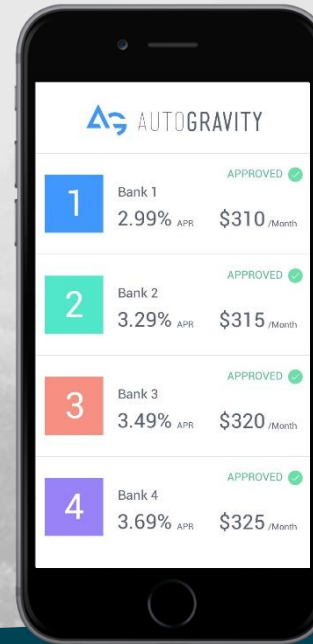 AG AUTOGRAVITY
APPROVED
1
Bank 1
2.99% APR $310 /Month
APPROVED
2
Bank 2
3.29% APR $315 /Month
APPROVED
3
Bank 3
3.49% APR $320 /Month
APPROVED
4
Bank 4
3.69% APR $325 /Month